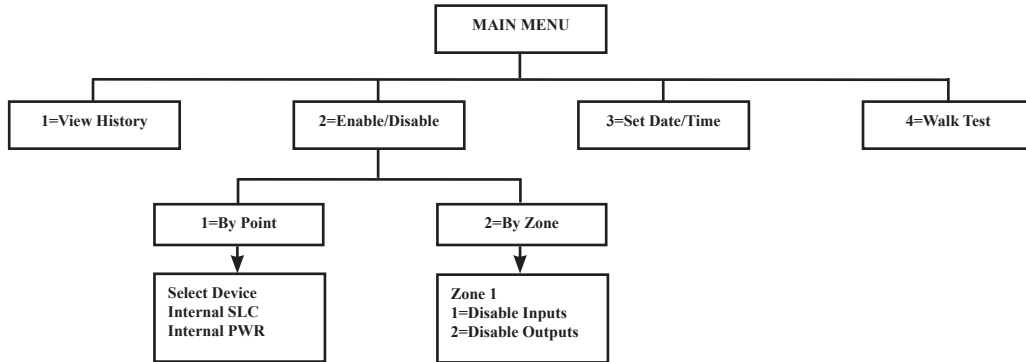 MAIN MENU
1=View History
2=Enable/Disable
3=Set Date/Time
4=Walk Test
1=By Point
2=By Zone
Select Device
Internal SLC
Internal PWR
Zone 1
1=Disable Inputs
2=Disable Outputs